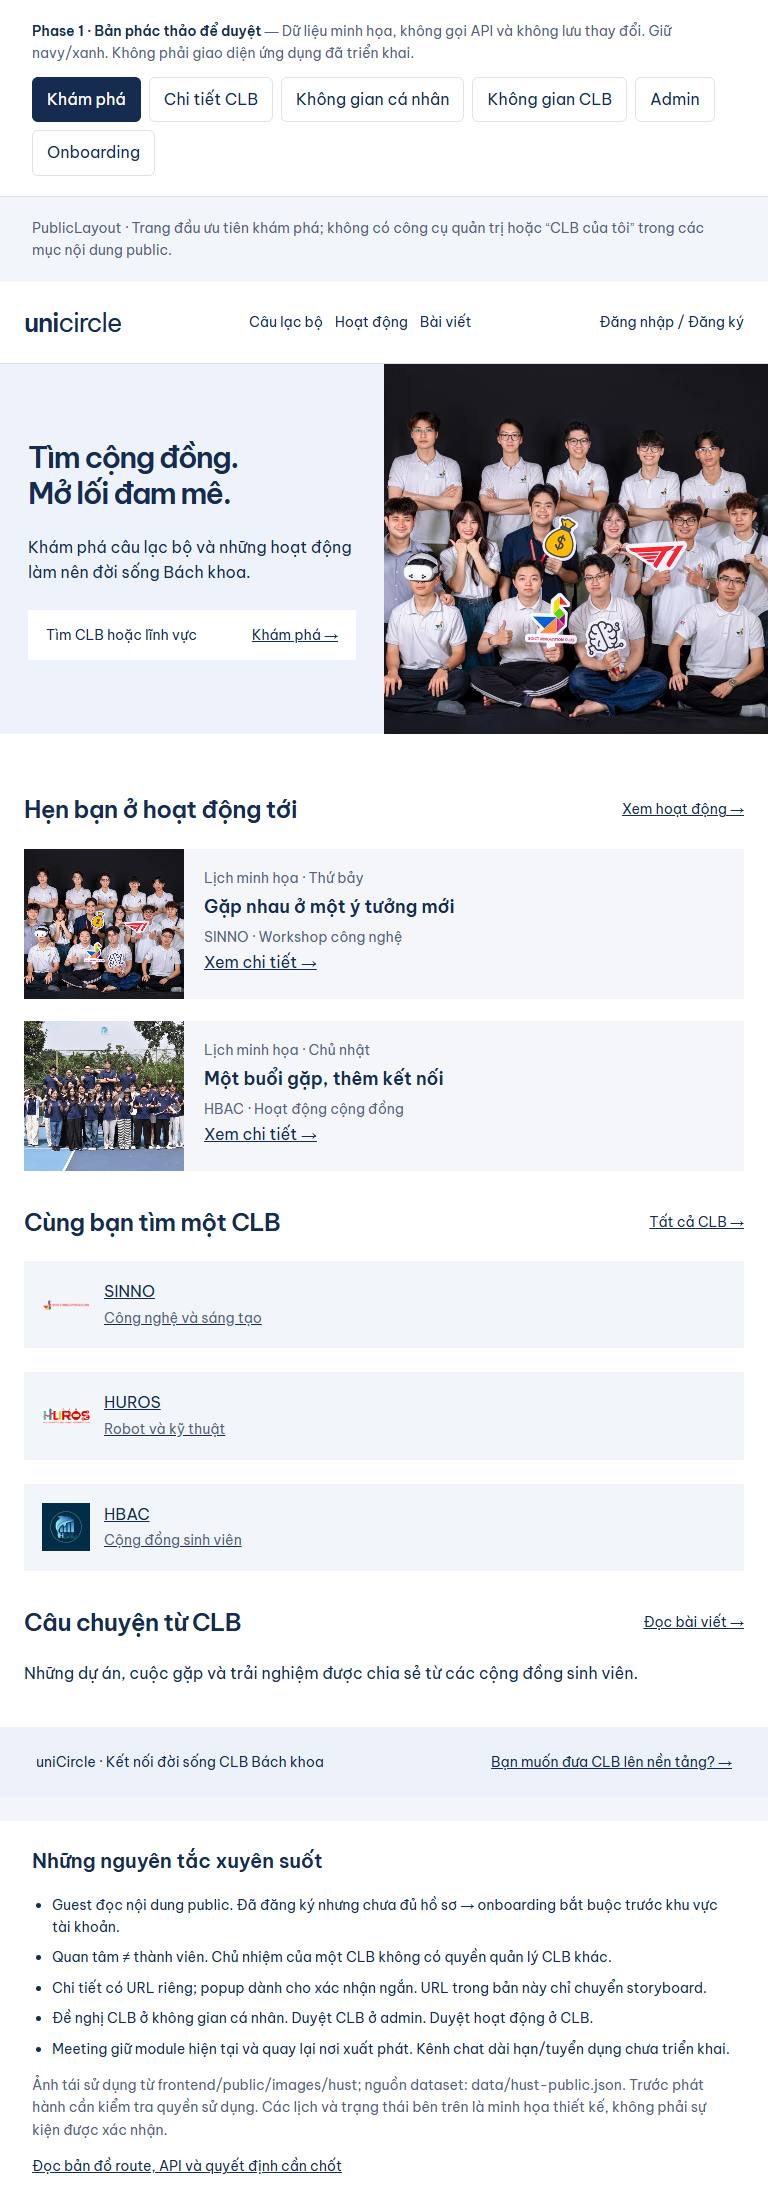 Phase 1 · Bản phác thảo để duyệt — Dữ liệu minh họa, không gọi API và không lưu thay đổi. Giữ
navy/xanh. Không phải giao diện ứng dụng đã triển khai.
Khám phá
Chi tiết CLB
Không gian cá nhân
Không gian CLB
Admin
Onboarding
PublicLayout · Trang đầu ưu tiên khám phá; không có công cụ quản trị hoặc “CLB của tôi” trong các
mục nội dung public.
unicircle
Câu lạc bộ
Hoạt động
Bài viết
Đăng nhập / Đăng ký
Tìm cộng đồng.
Mở lối đam mê.
Khám phá câu lạc bộ và những hoạt động
làm nên đời sống Bách khoa.
Tìm CLB hoặc lĩnh vực
Khám phá →
Hẹn bạn ở hoạt động tới
Xem hoạt động →
Lịch minh họa · Thứ bảy
Gặp nhau ở một ý tưởng mới
SINNO · Workshop công nghệ
Xem chi tiết →
Lịch minh họa · Chủ nhật
Một buổi gặp, thêm kết nối
HBAC · Hoạt động cộng đồng
Xem chi tiết →
Cùng bạn tìm một CLB
Tất cả CLB →
SINNO
Công nghệ và sáng tạo
HUROS
HUROS
Robot và kỹ thuật
HBAC
Cộng đồng sinh viên
Câu chuyện từ CLB
Đọc bài viết →
Những dự án, cuộc gặp và trải nghiệm được chia sẻ từ các cộng đồng sinh viên.
uniCircle · Kết nối đời sống CLB Bách khoa
Bạn muốn đưa CLB lên nền tảng? →
Những nguyên tắc xuyên suốt
• Guest đọc nội dung public. Đã đăng ký nhưng chưa đủ hồ sơ → onboarding bắt buộc trước khu vực
tài khoản.
• Quan tâm ≠ thành viên. Chủ nhiệm của một CLB không có quyền quản lý CLB khác.
• Chi tiết có URL riêng; popup dành cho xác nhận ngắn. URL trong bản này chỉ chuyển storyboard.
• Đề nghị CLB ở không gian cá nhân. Duyệt CLB ở admin. Duyệt hoạt động ở CLB.
• Meeting giữ module hiện tại và quay lại nơi xuất phát. Kênh chat dài hạn/tuyển dụng chưa triển khai.
Ảnh tái sử dụng từ frontend/public/images/hust; nguồn dataset: data/hust-public.json. Trước phát
hành cần kiểm tra quyền sử dụng. Các lịch và trạng thái bên trên là minh họa thiết kế, không phải sự
kiện được xác nhận.
Đọc bản đồ route, API và quyết định cần chốt